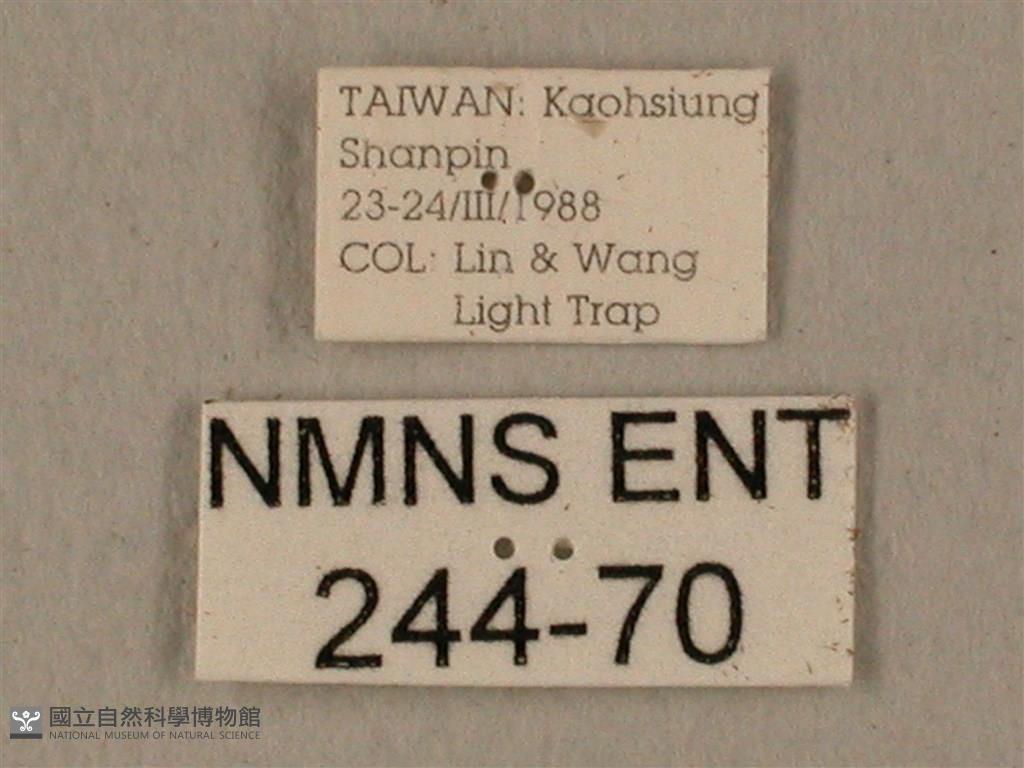 TAIWAN: Kaohsiung
Shanpin
23-24/III/1988
COL: Lin & Wang
Light Trap
NMNS ENT
244-70
國立自然科學博物館
NATIONAL MUSEUM OF NATURAL SCIENCE